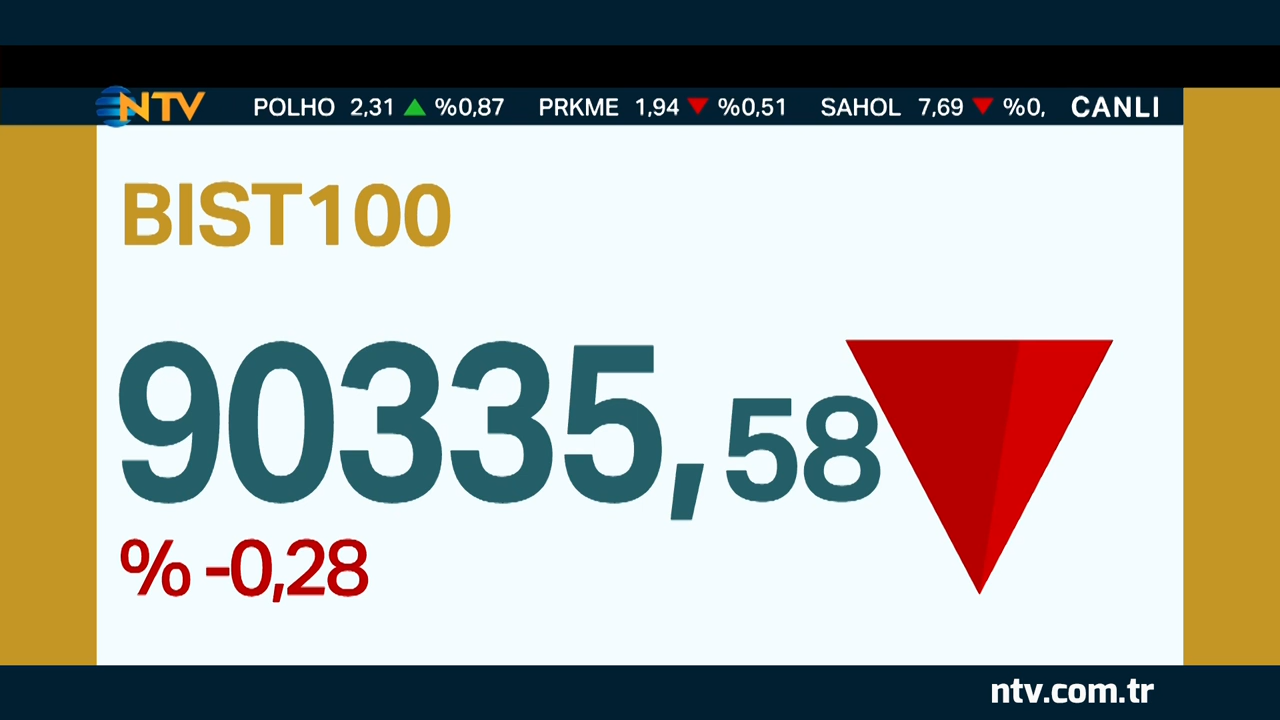 NTV POLHO 2,31 %0,87 PRKME 1,94 %0,51 SAHOL 7,69 %0, CANLI
BIST100
90335,58
% -0,28
ntv.com.tr